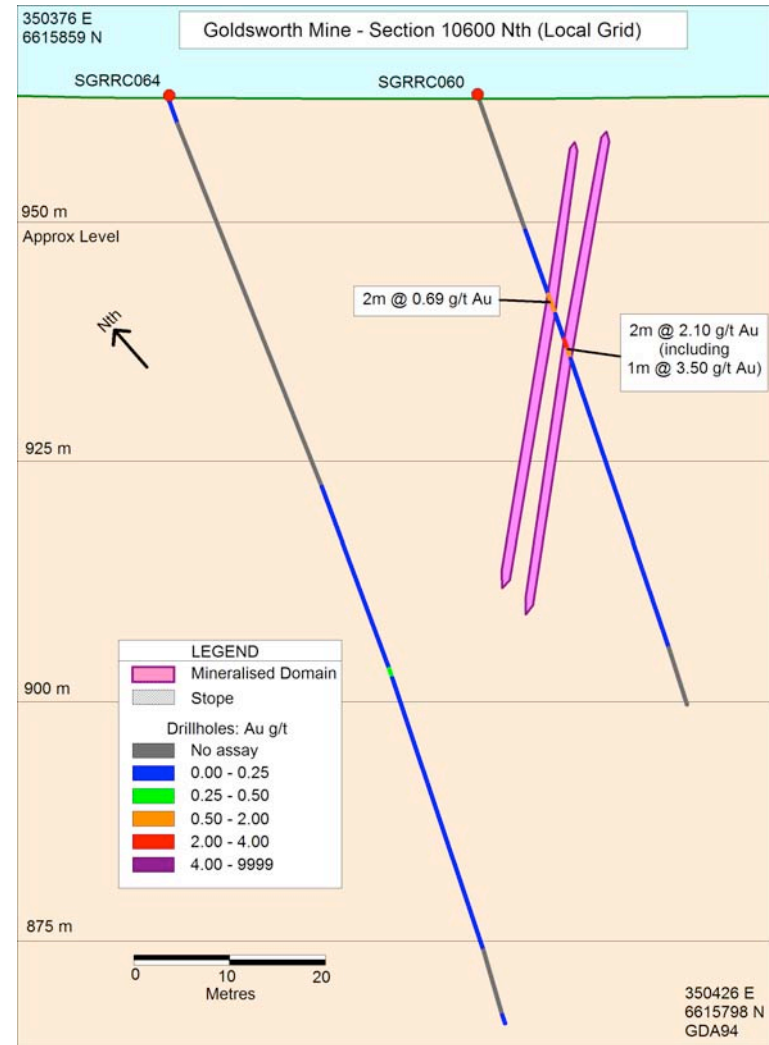 350376 E
6615859 N
Goldsworth Mine - Section 10600 Nth (Local Grid)
SGRRC064
SGRRC060
950 m
Approx Level
Nth
2m @ 0.69 g/t Au
2m @ 2.10 g/t Au
(including
1m @ 3.50 g/t Au)
925 m
LEGEND
Mineralised Domain
Stope
Drillholes: Au g/t
No assay
0.00 - 0.25
0.25 - 0.50
0.50 - 2.00
2.00 - 4.00
4.00 - 9999
900 m
875 m
0 10 20
Metres
350426 E
6615798 N
GDA94